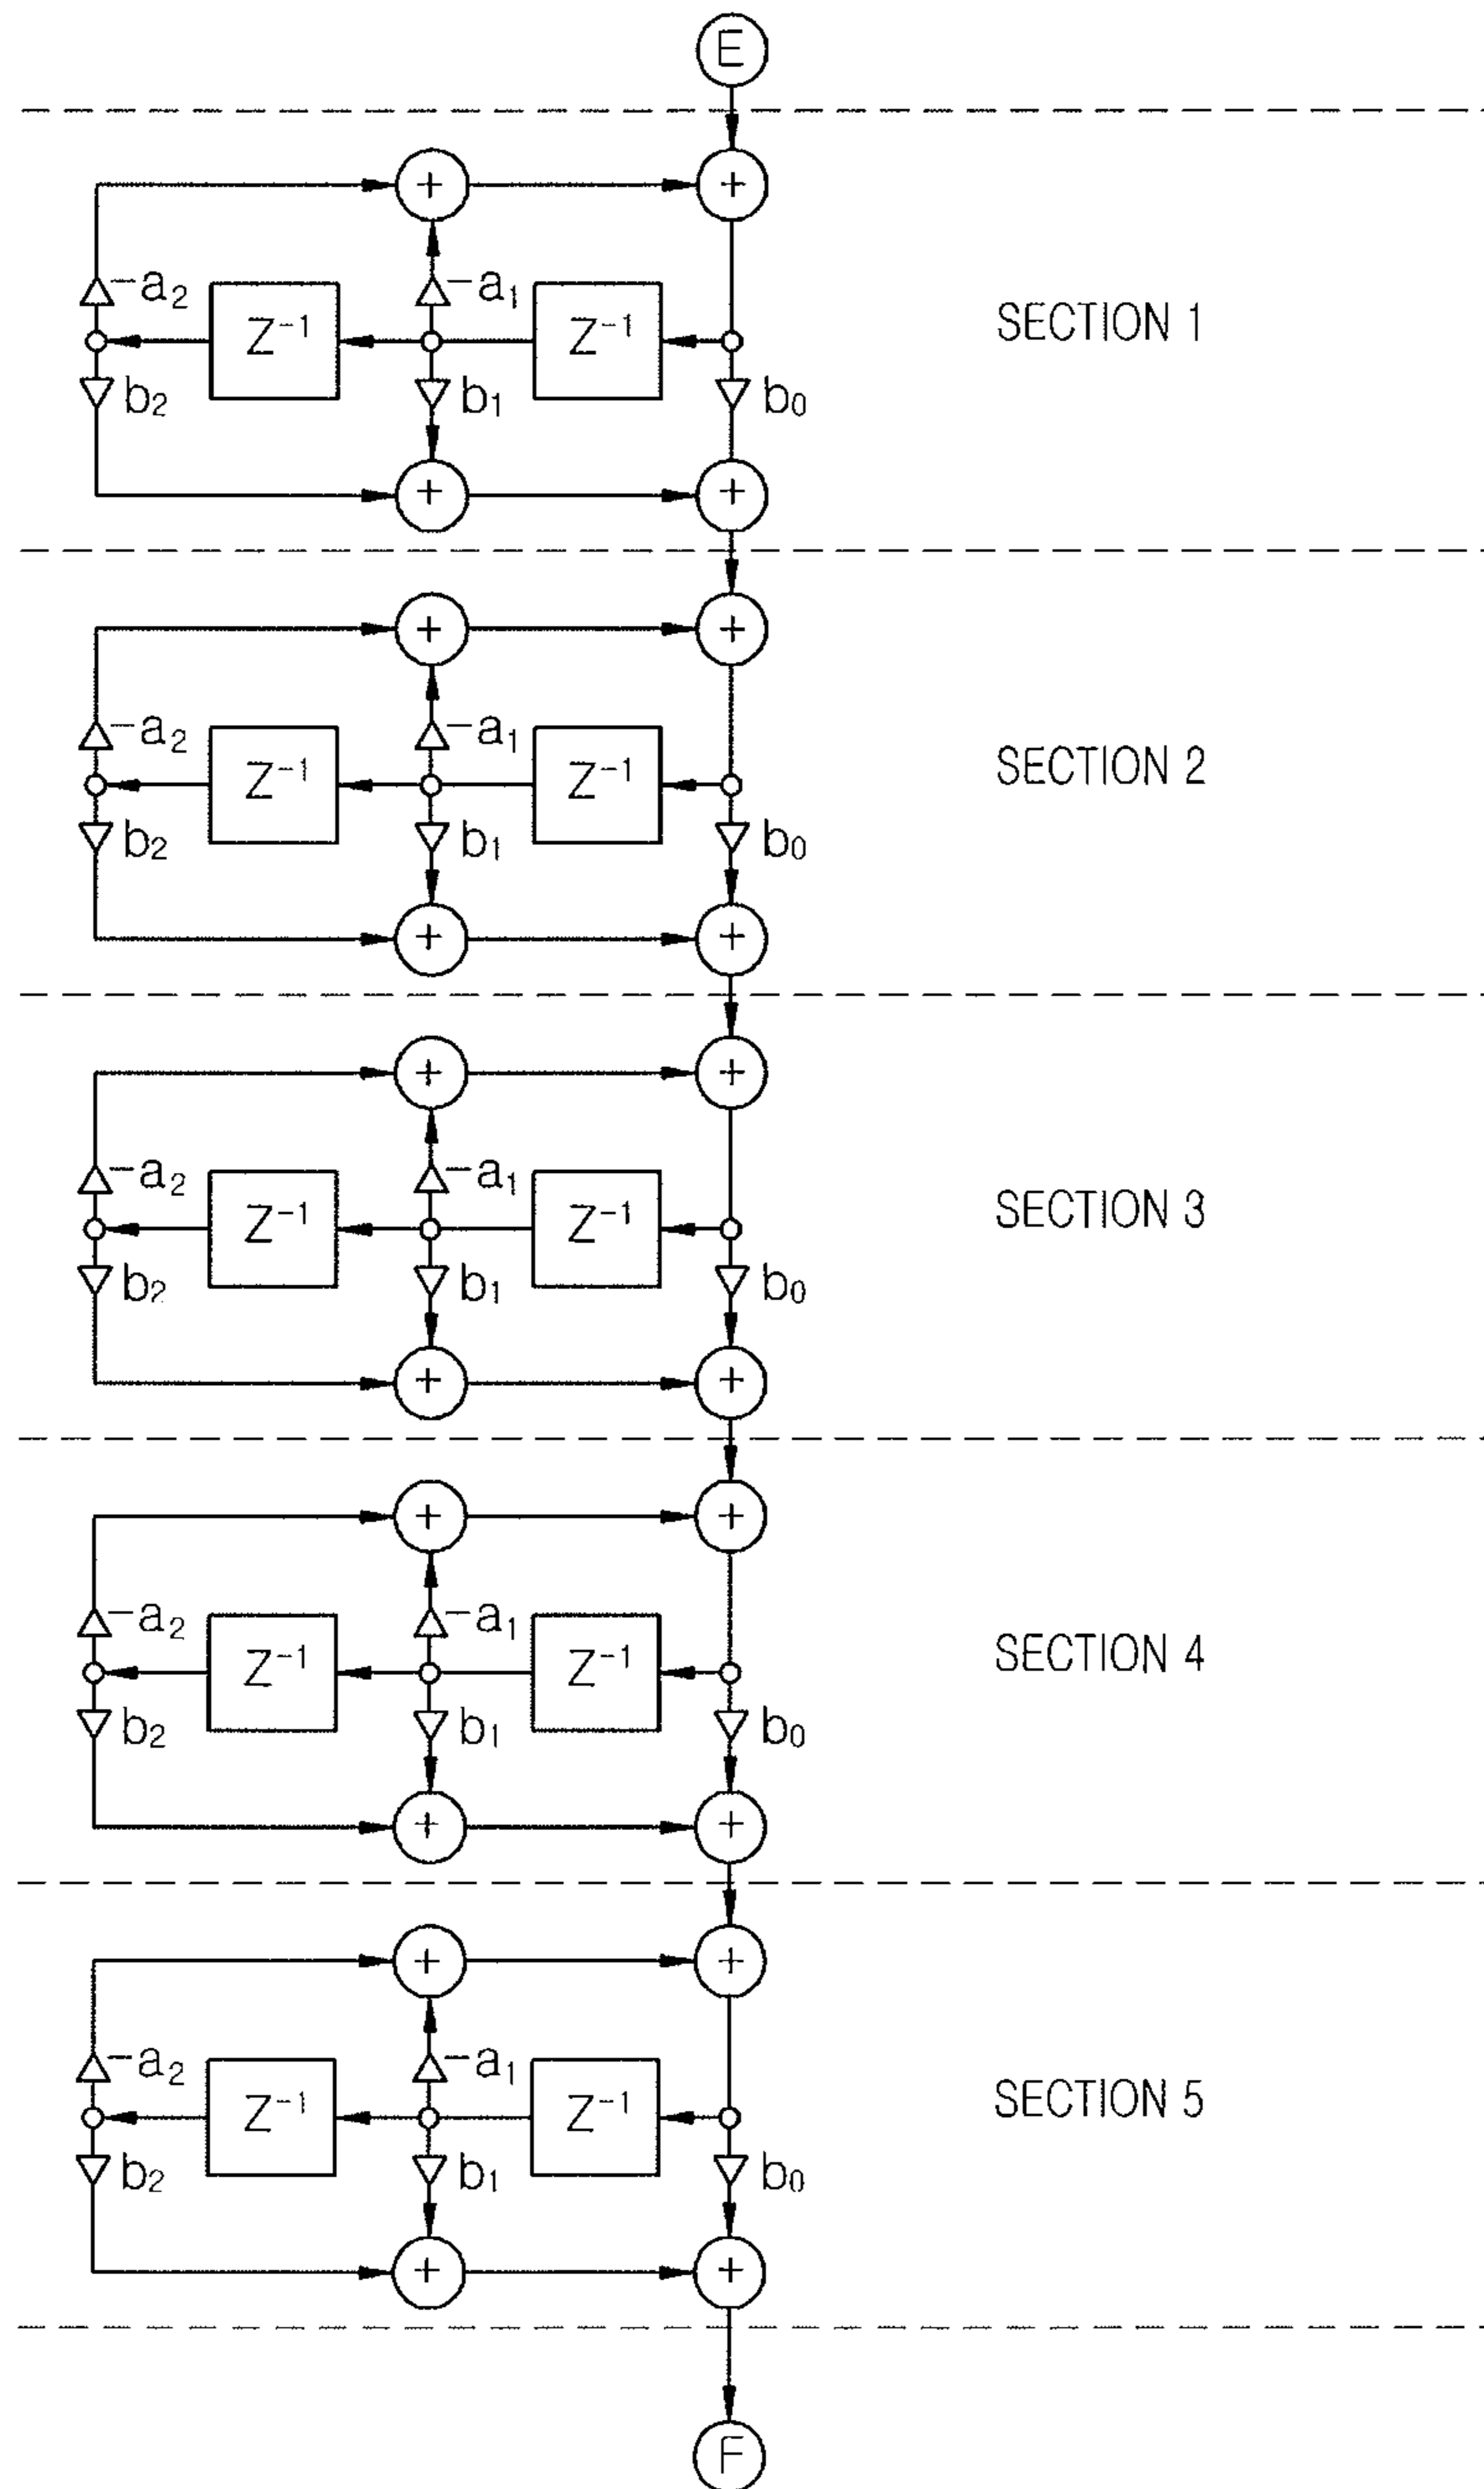 E
+ +
-a₂ Z⁻¹ -a₁ Z⁻¹ SECTION 1
b₂ b₁ b₀
+ +
+ +
-a₂ Z⁻¹ -a₁ Z⁻¹ SECTION 2
b₂ b₁ b₀
+ +
+ +
-a₂ Z⁻¹ -a₁ Z⁻¹ SECTION 3
b₂ b₁ b₀
+ +
+ +
-a₂ Z⁻¹ -a₁ Z⁻¹ SECTION 4
b₂ b₁ b₀
+ +
+ +
-a₂ Z⁻¹ -a₁ Z⁻¹ SECTION 5
b₂ b₁ b₀
+ +
F